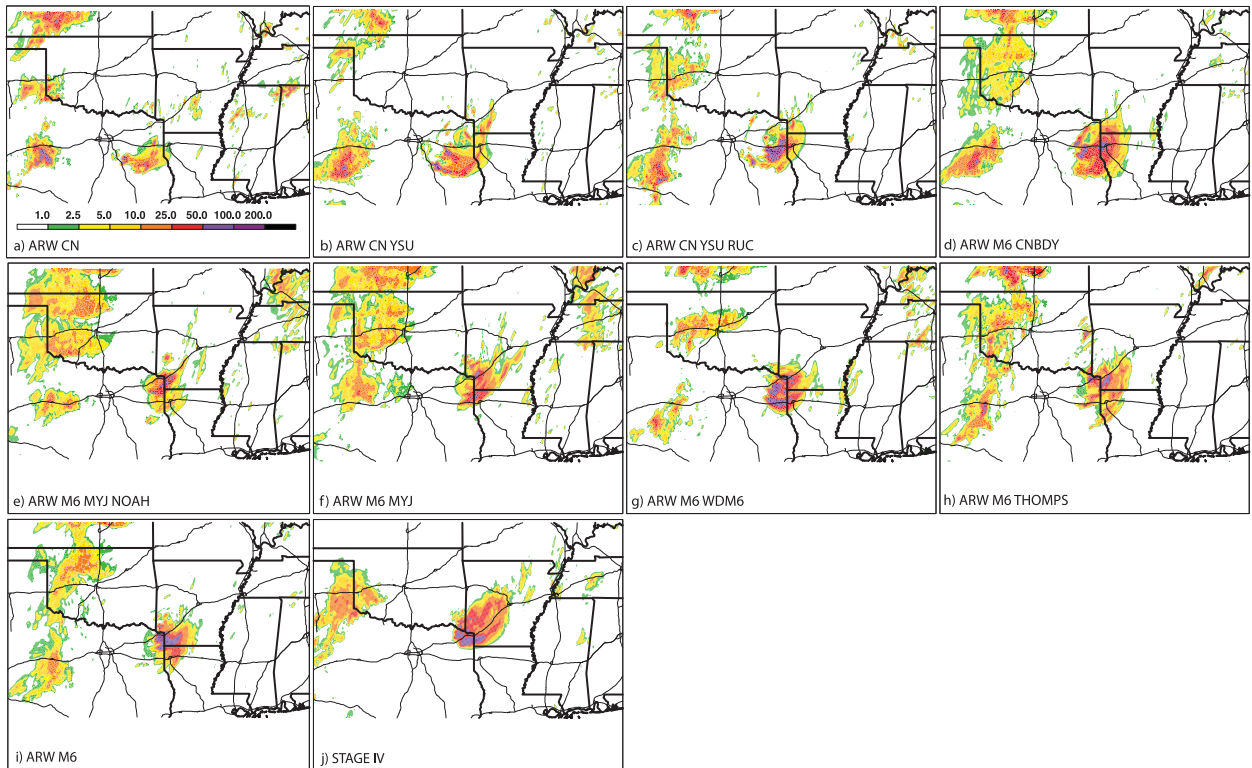 1.0 2.5 5.0 10.0 25.0 50.0 100.0 200.0
a) ARW CN
b) ARW CN YSU
c) ARW CN YSU RUC
d) ARW M6 CNBDY
e) ARW M6 MYJ NOAH
f) ARW M6 MYJ
g) ARW M6 WDM6
h) ARW M6 THOMPS
i) ARW M6
j) STAGE IV